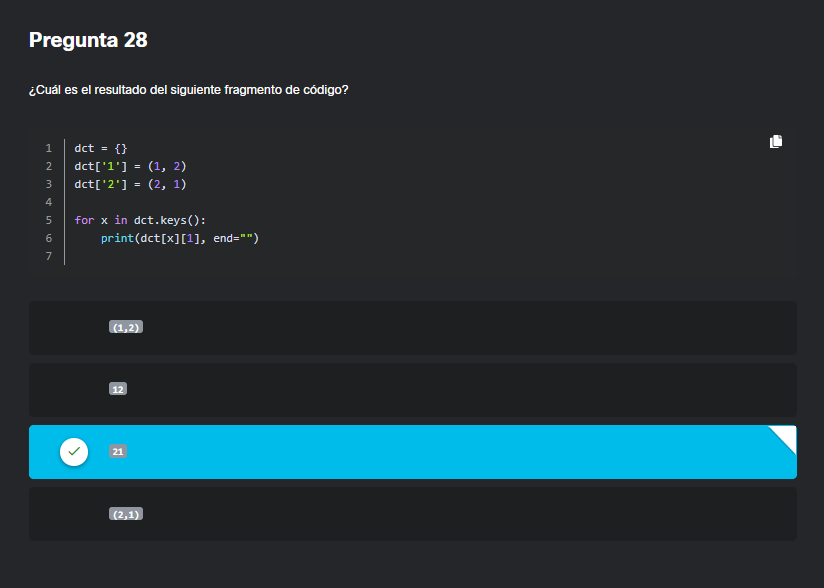 Pregunta 28
¿Cuál es el resultado del siguiente fragmento de código?
1 dct = {}
2 dct['1'] = (1, 2)
3 dct['2'] = (2, 1)
4
5 for x in dct.keys():
6     print(dct[x][1], end="")
7
(1,2)
12
21
(2,1)